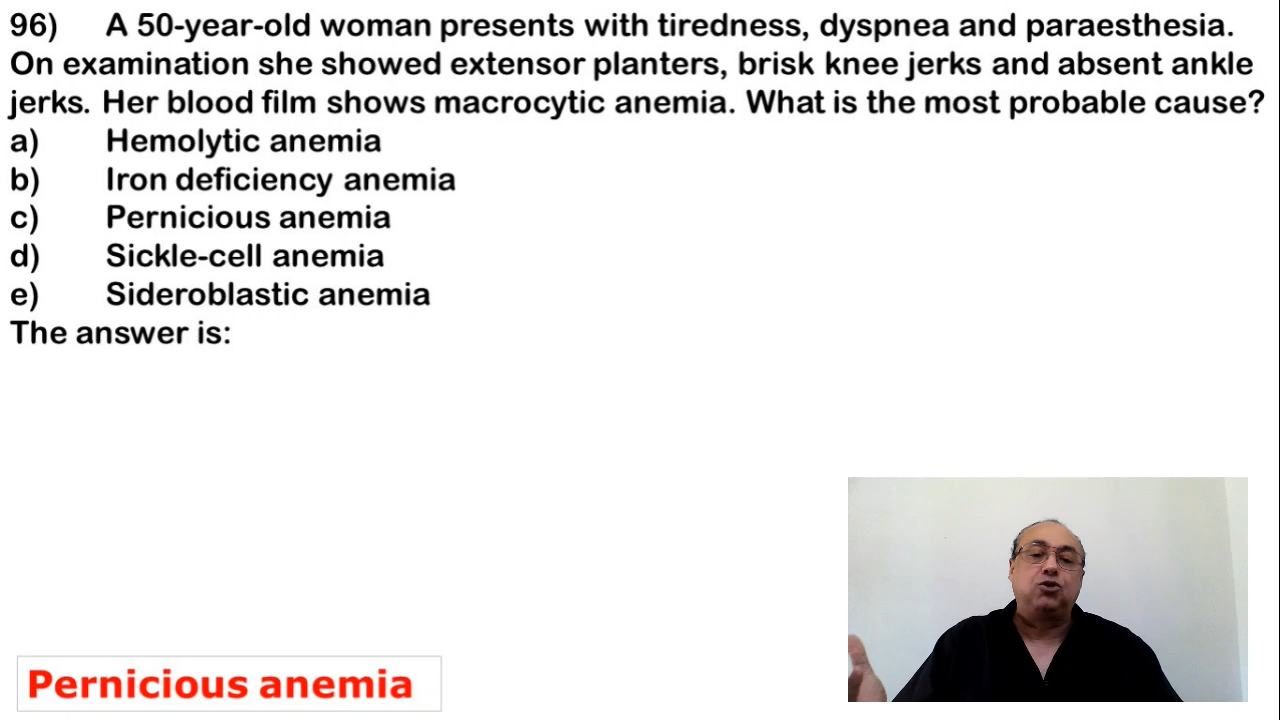 96) A 50-year-old woman presents with tiredness, dyspnea and paraesthesia.
On examination she showed extensor planters, brisk knee jerks and absent ankle
jerks. Her blood film shows macrocytic anemia. What is the most probable cause?
a) Hemolytic anemia
b) Iron deficiency anemia
c) Pernicious anemia
d) Sickle-cell anemia
e) Sideroblastic anemia
The answer is:
Pernicious anemia